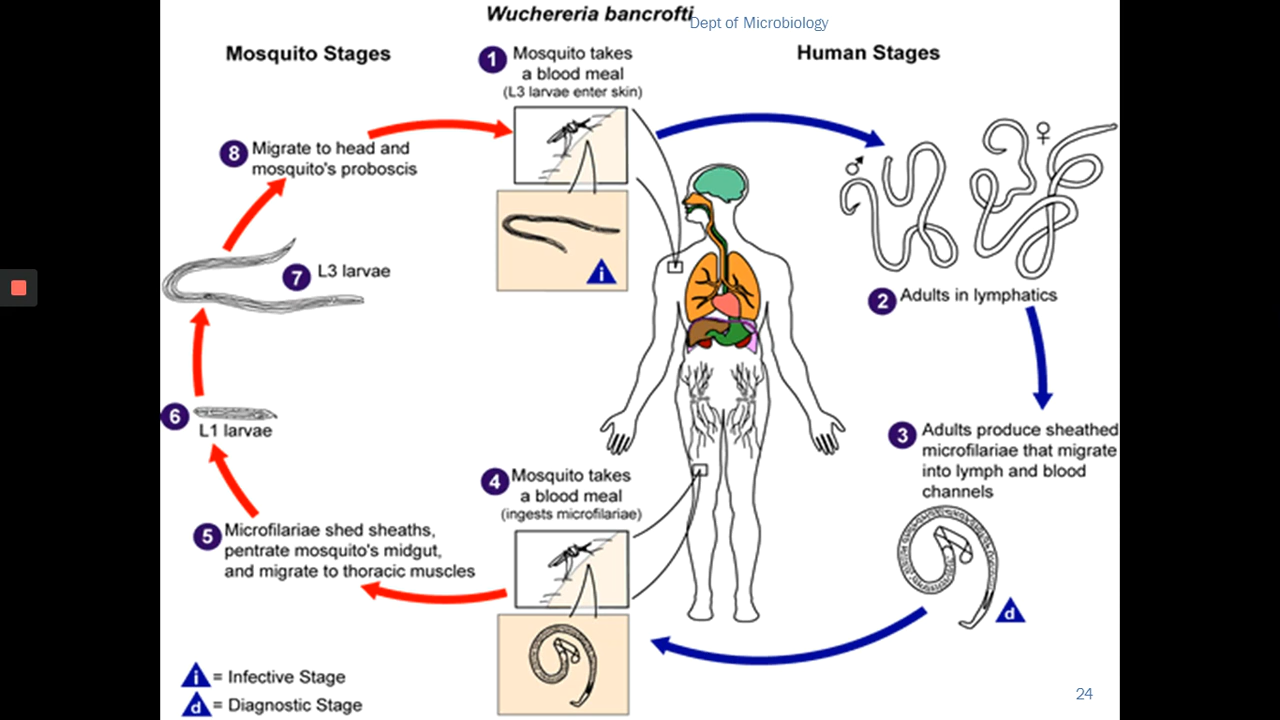 Wuchereria bancrofti
Dept of Microbiology
Mosquito Stages
Human Stages
1 Mosquito takes
a blood meal
(L3 larvae enter skin)
i
♂
♀
2 Adults in lymphatics
3 Adults produce sheathed
microfilariae that migrate
into lymph and blood
channels
d
4 Mosquito takes
a blood meal
(ingests microfilariae)
5 Microfilariae shed sheaths,
pentrate mosquito's midgut,
and migrate to thoracic muscles
6
L1 larvae
7 L3 larvae
8 Migrate to head and
mosquito's proboscis
i = Infective Stage
d = Diagnostic Stage
24